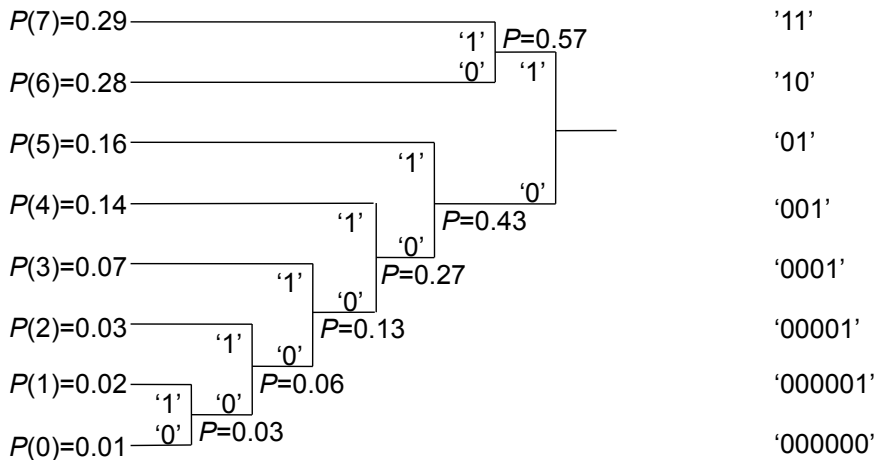 P(7)=0.29 ‘1’ P=0.57 ’11’
P(6)=0.28 ‘0’ ‘1’ ’10’
P(5)=0.16 ‘1’ ‘01’
P(4)=0.14 ‘1’ ‘0’ ‘001’
P=0.43
P(3)=0.07 ‘1’ ‘0’ P=0.27 ‘0001’
P(2)=0.03 ‘1’ ‘0’ P=0.13 ‘00001’
P(1)=0.02 ‘1’ ‘0’ ‘0’ P=0.06 ‘000001’
P(0)=0.01 ‘0’ P=0.03 ‘000000’